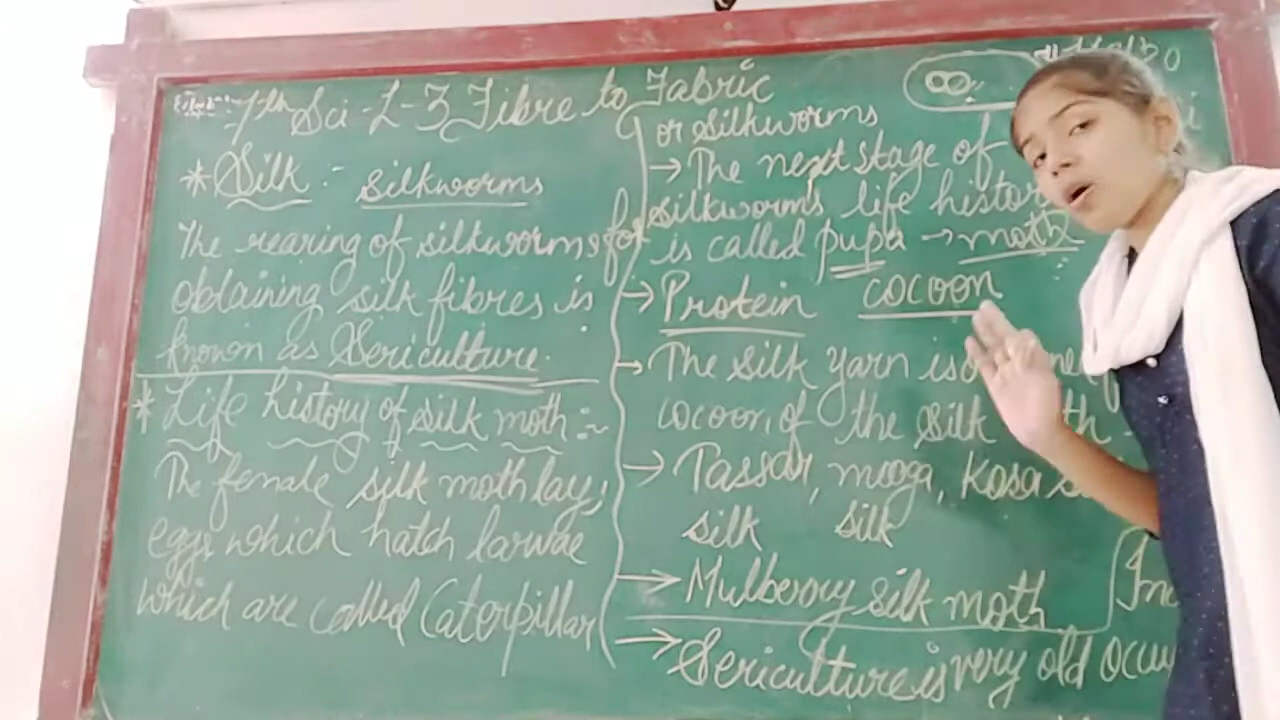 7th Sci - L-3 Fibre to Fabric
* Silk :- silkworms
The rearing of silkworms for
obtaining silk fibres is
known as Sericulture.
* Life history of silk moth :-
The female silk moth lays
eggs which hatch larvae
which are called Caterpillar
or silkworms
→ The next stage of
silkworms life histor
is called pupa → moth
→ Protein cocoon
→ The silk yarn is
cocoon of the silk
→ Tassar, mooga, Kosa
silk silk
→ Mulberry silk moth
→ Sericulture is very old occu